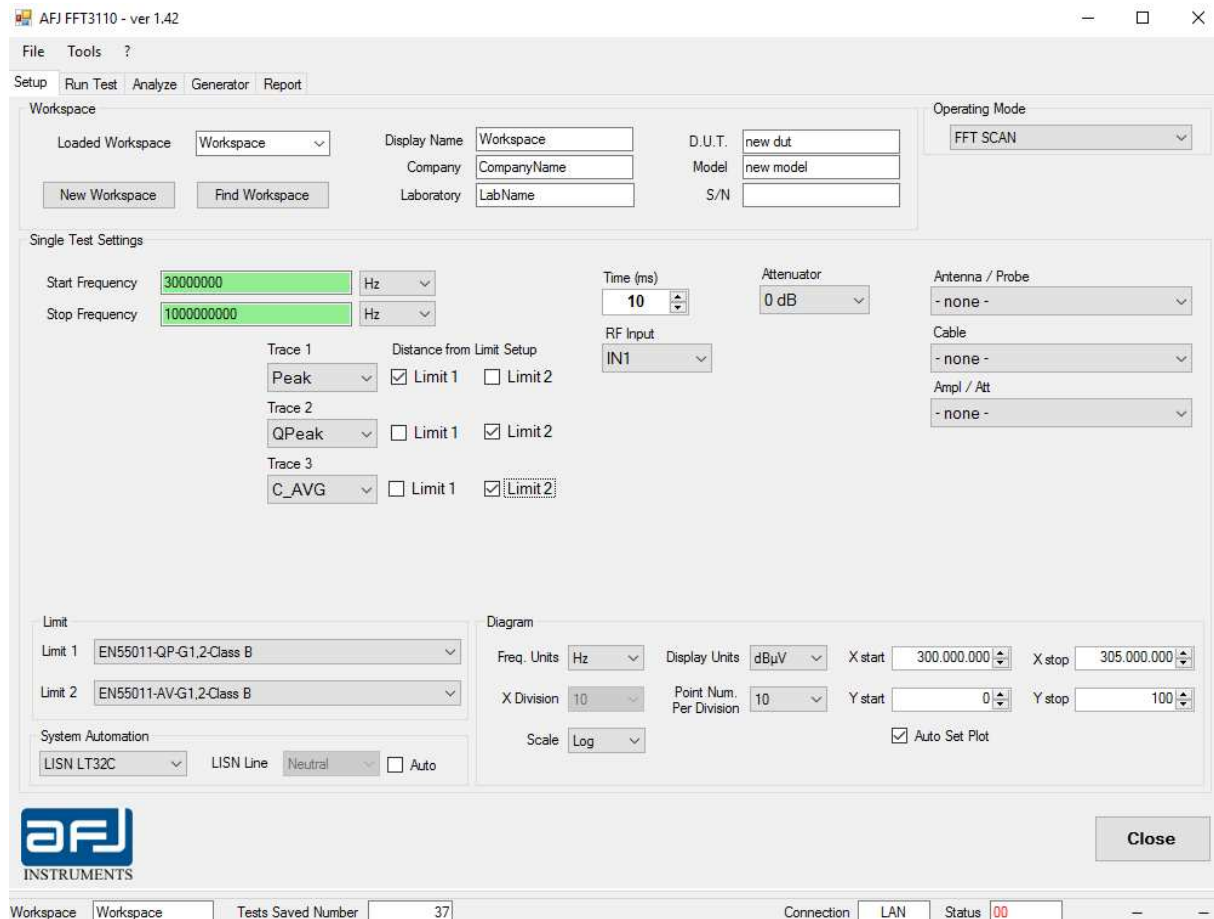 AFJ FFT3110 - ver 1.42
File Tools ?
Setup Run Test Analyze Generator Report
Workspace
Operating Mode
Loaded Workspace Workspace Display Name Workspace D.U.T. new dut FFT SCAN
Company CompanyName Model new model
New Workspace Find Workspace Laboratory LabName S/N
Single Test Settings
Start Frequency 30000000 Hz Time (ms) Attenuator Antenna / Probe
10 0 dB - none -
Stop Frequency 1000000000 Hz
RF Input Cable
Trace 1 Distance from Limit Setup IN1 - none -
Peak Limit 1 Limit 2
Ampl / Att
Trace 2 - none -
QPeak Limit 1 Limit 2
Trace 3
C_AVG Limit 1 Limit 2
Limit Diagram
Limit 1 EN55011-QP-G1,2-Class B Freq. Units Hz Display Units dBµV X start 300.000.000 X stop 305.000.000
Limit 2 EN55011-AV-G1,2-Class B X Division 10 Point Num. Per Division 10 Y start 0 Y stop 100
System Automation Scale Log Auto Set Plot
LISN LT32C LISN Line Neutral Auto
AFJ
INSTRUMENTS
Close
Workspace Workspace Tests Saved Number 37 Connection LAN Status 00 – –